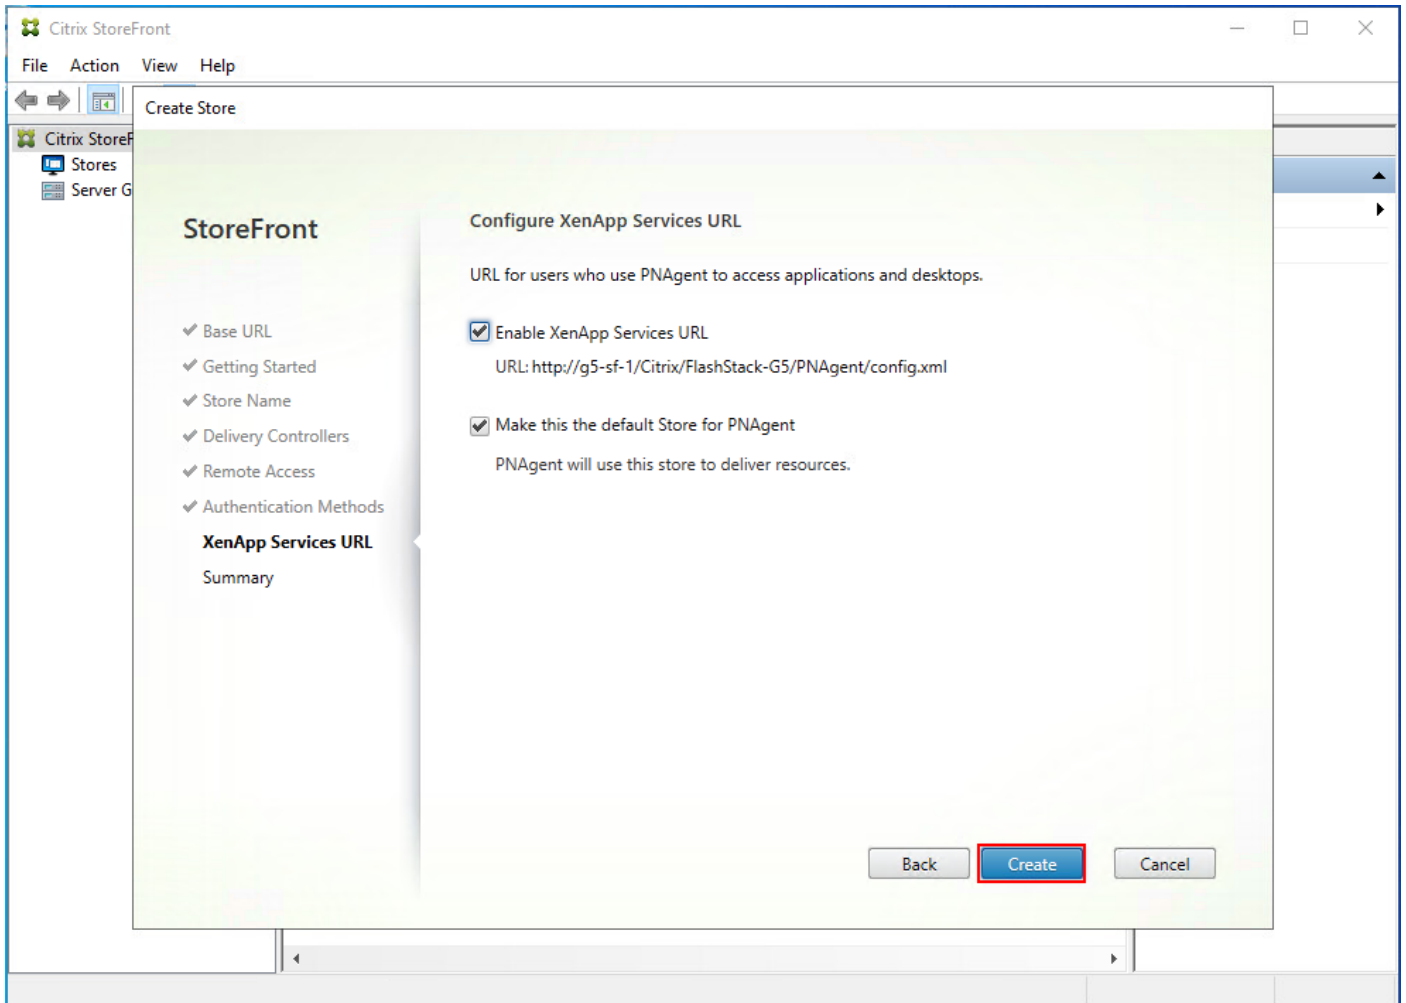 Citrix StoreFront
File Action View Help
Create Store
Citrix StoreF
Stores
Server G
StoreFront
Base URL
Getting Started
Store Name
Delivery Controllers
Remote Access
Authentication Methods
XenApp Services URL
Summary
Configure XenApp Services URL
URL for users who use PNAgent to access applications and desktops.
Enable XenApp Services URL
URL: http://g5-sf-1/Citrix/FlashStack-G5/PNAgent/config.xml
Make this the default Store for PNAgent
PNAgent will use this store to deliver resources.
Back Create Cancel